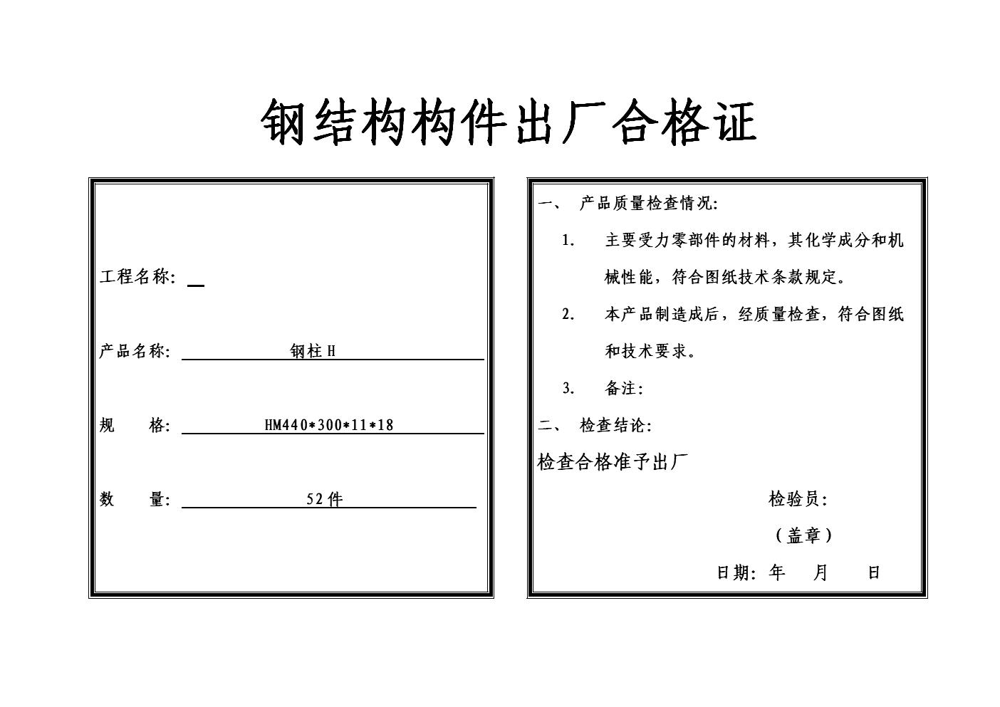 钢结构构件出厂合格证
工程名称：
产品名称： 钢柱 H
规 格： HM440*300*11*18
数 量： 52 件
一、 产品质量检查情况：
1. 主要受力零部件的材料，其化学成分和机
械性能，符合图纸技术条款规定。
2. 本产品制造成后，经质量检查，符合图纸
和技术要求。
3. 备注：
二、 检查结论：
检查合格准予出厂
检验员：
（盖章）
日期： 年 月 日